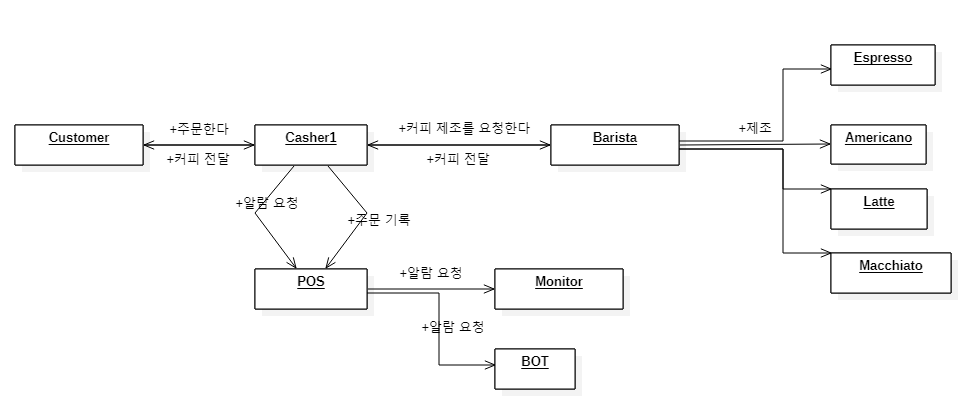 Espresso
+주문한다
+커피 제조를 요청한다
+제조
Customer
Casher1
Barista
Americano
+커피 전달
+커피 전달
+알람 요청
Latte
+주문 기록
Macchiato
+알람 요청
POS
Monitor
+알람 요청
BOT